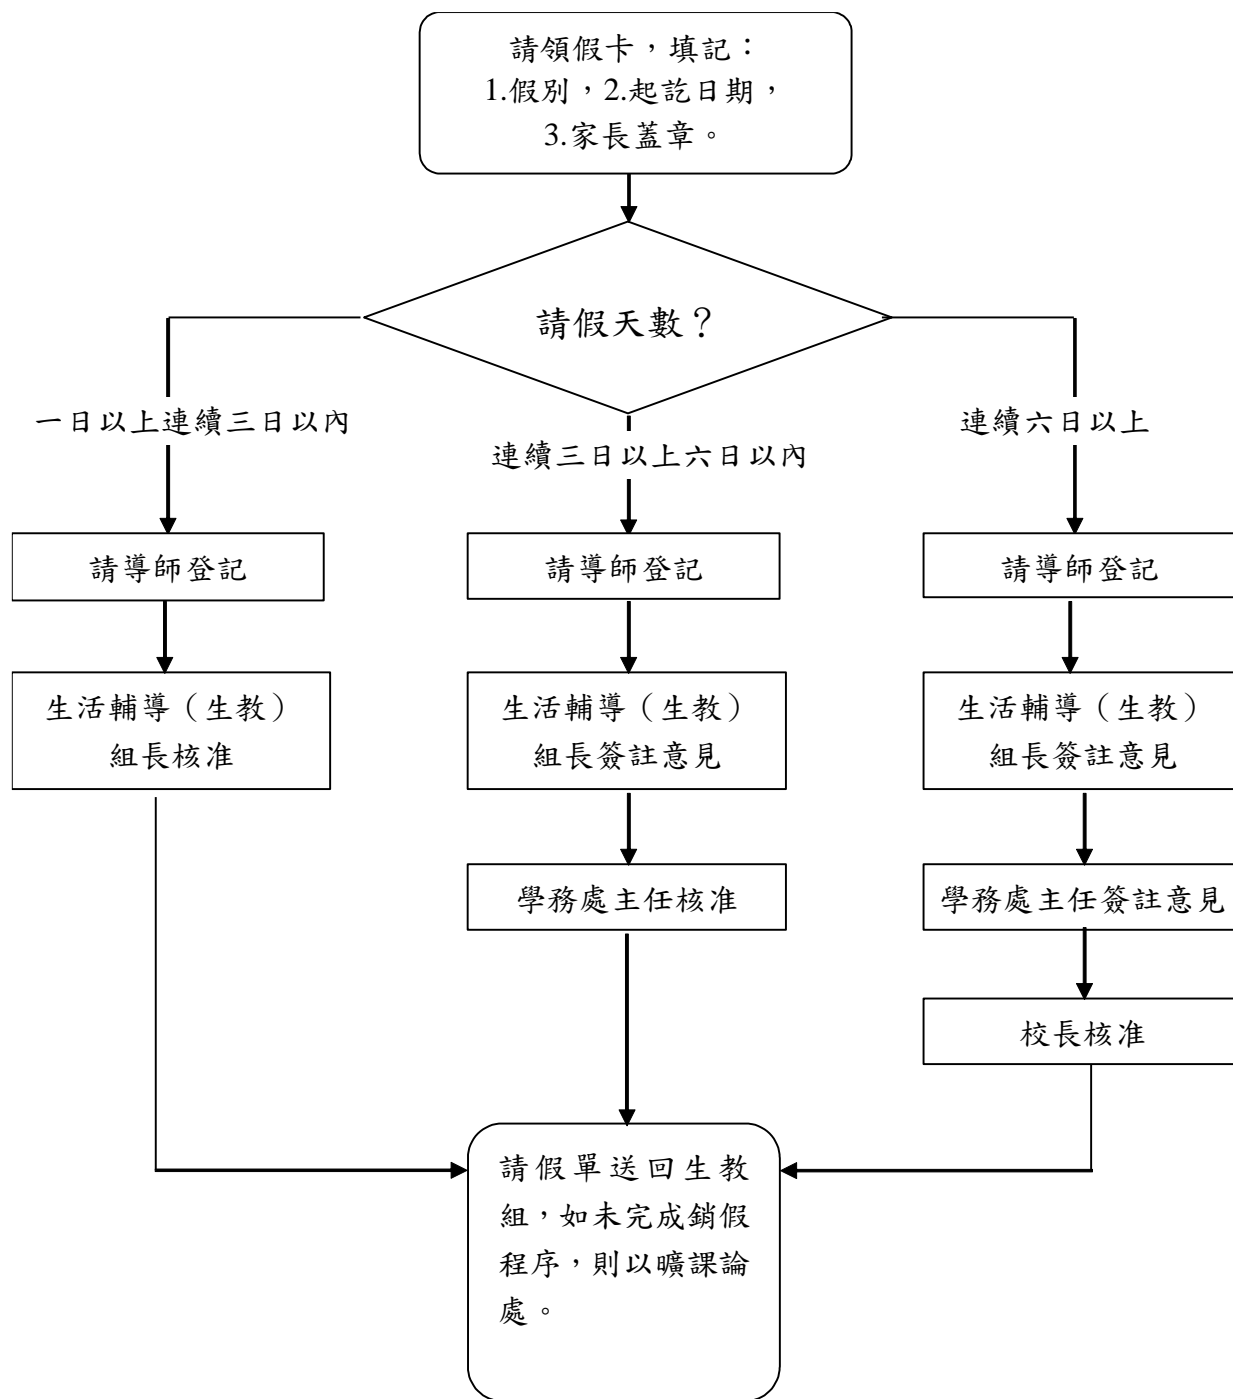 請領假卡，填記：
1.假別，2.起訖日期，
3.家長蓋章。
請假天數？
一日以上連續三日以內
連續三日以上六日以內
連續六日以上
請導師登記
請導師登記
請導師登記
生活輔導（生教）
組長核准
生活輔導（生教）
組長簽註意見
生活輔導（生教）
組長簽註意見
學務處主任核准
學務處主任簽註意見
校長核准
請假單送回生教
組，如未完成銷假
程序，則以曠課論
處。